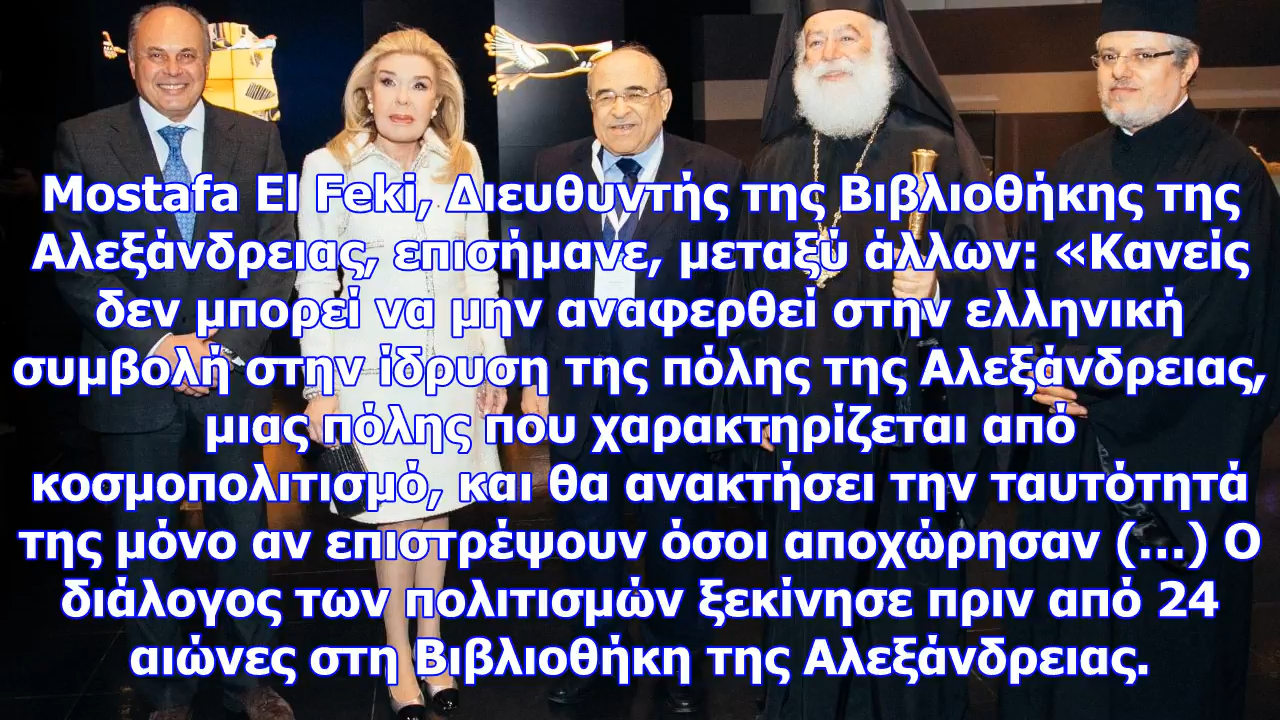 Mostafa El Feki, Διευθυντής της Βιβλιοθήκης της
Αλεξάνδρειας, επισήμανε, μεταξύ άλλων: «Κανείς
δεν μπορεί να μην αναφερθεί στην ελληνική
συμβολή στην ίδρυση της πόλης της Αλεξάνδρειας,
μιας πόλης που χαρακτηρίζεται από
κοσμοπολιτισμό, και θα ανακτήσει την ταυτότητά
της μόνο αν επιστρέψουν όσοι αποχώρησαν (...) Ο
διάλογος των πολιτισμών ξεκίνησε πριν από 24
αιώνες στη Βιβλιοθήκη της Αλεξάνδρειας.